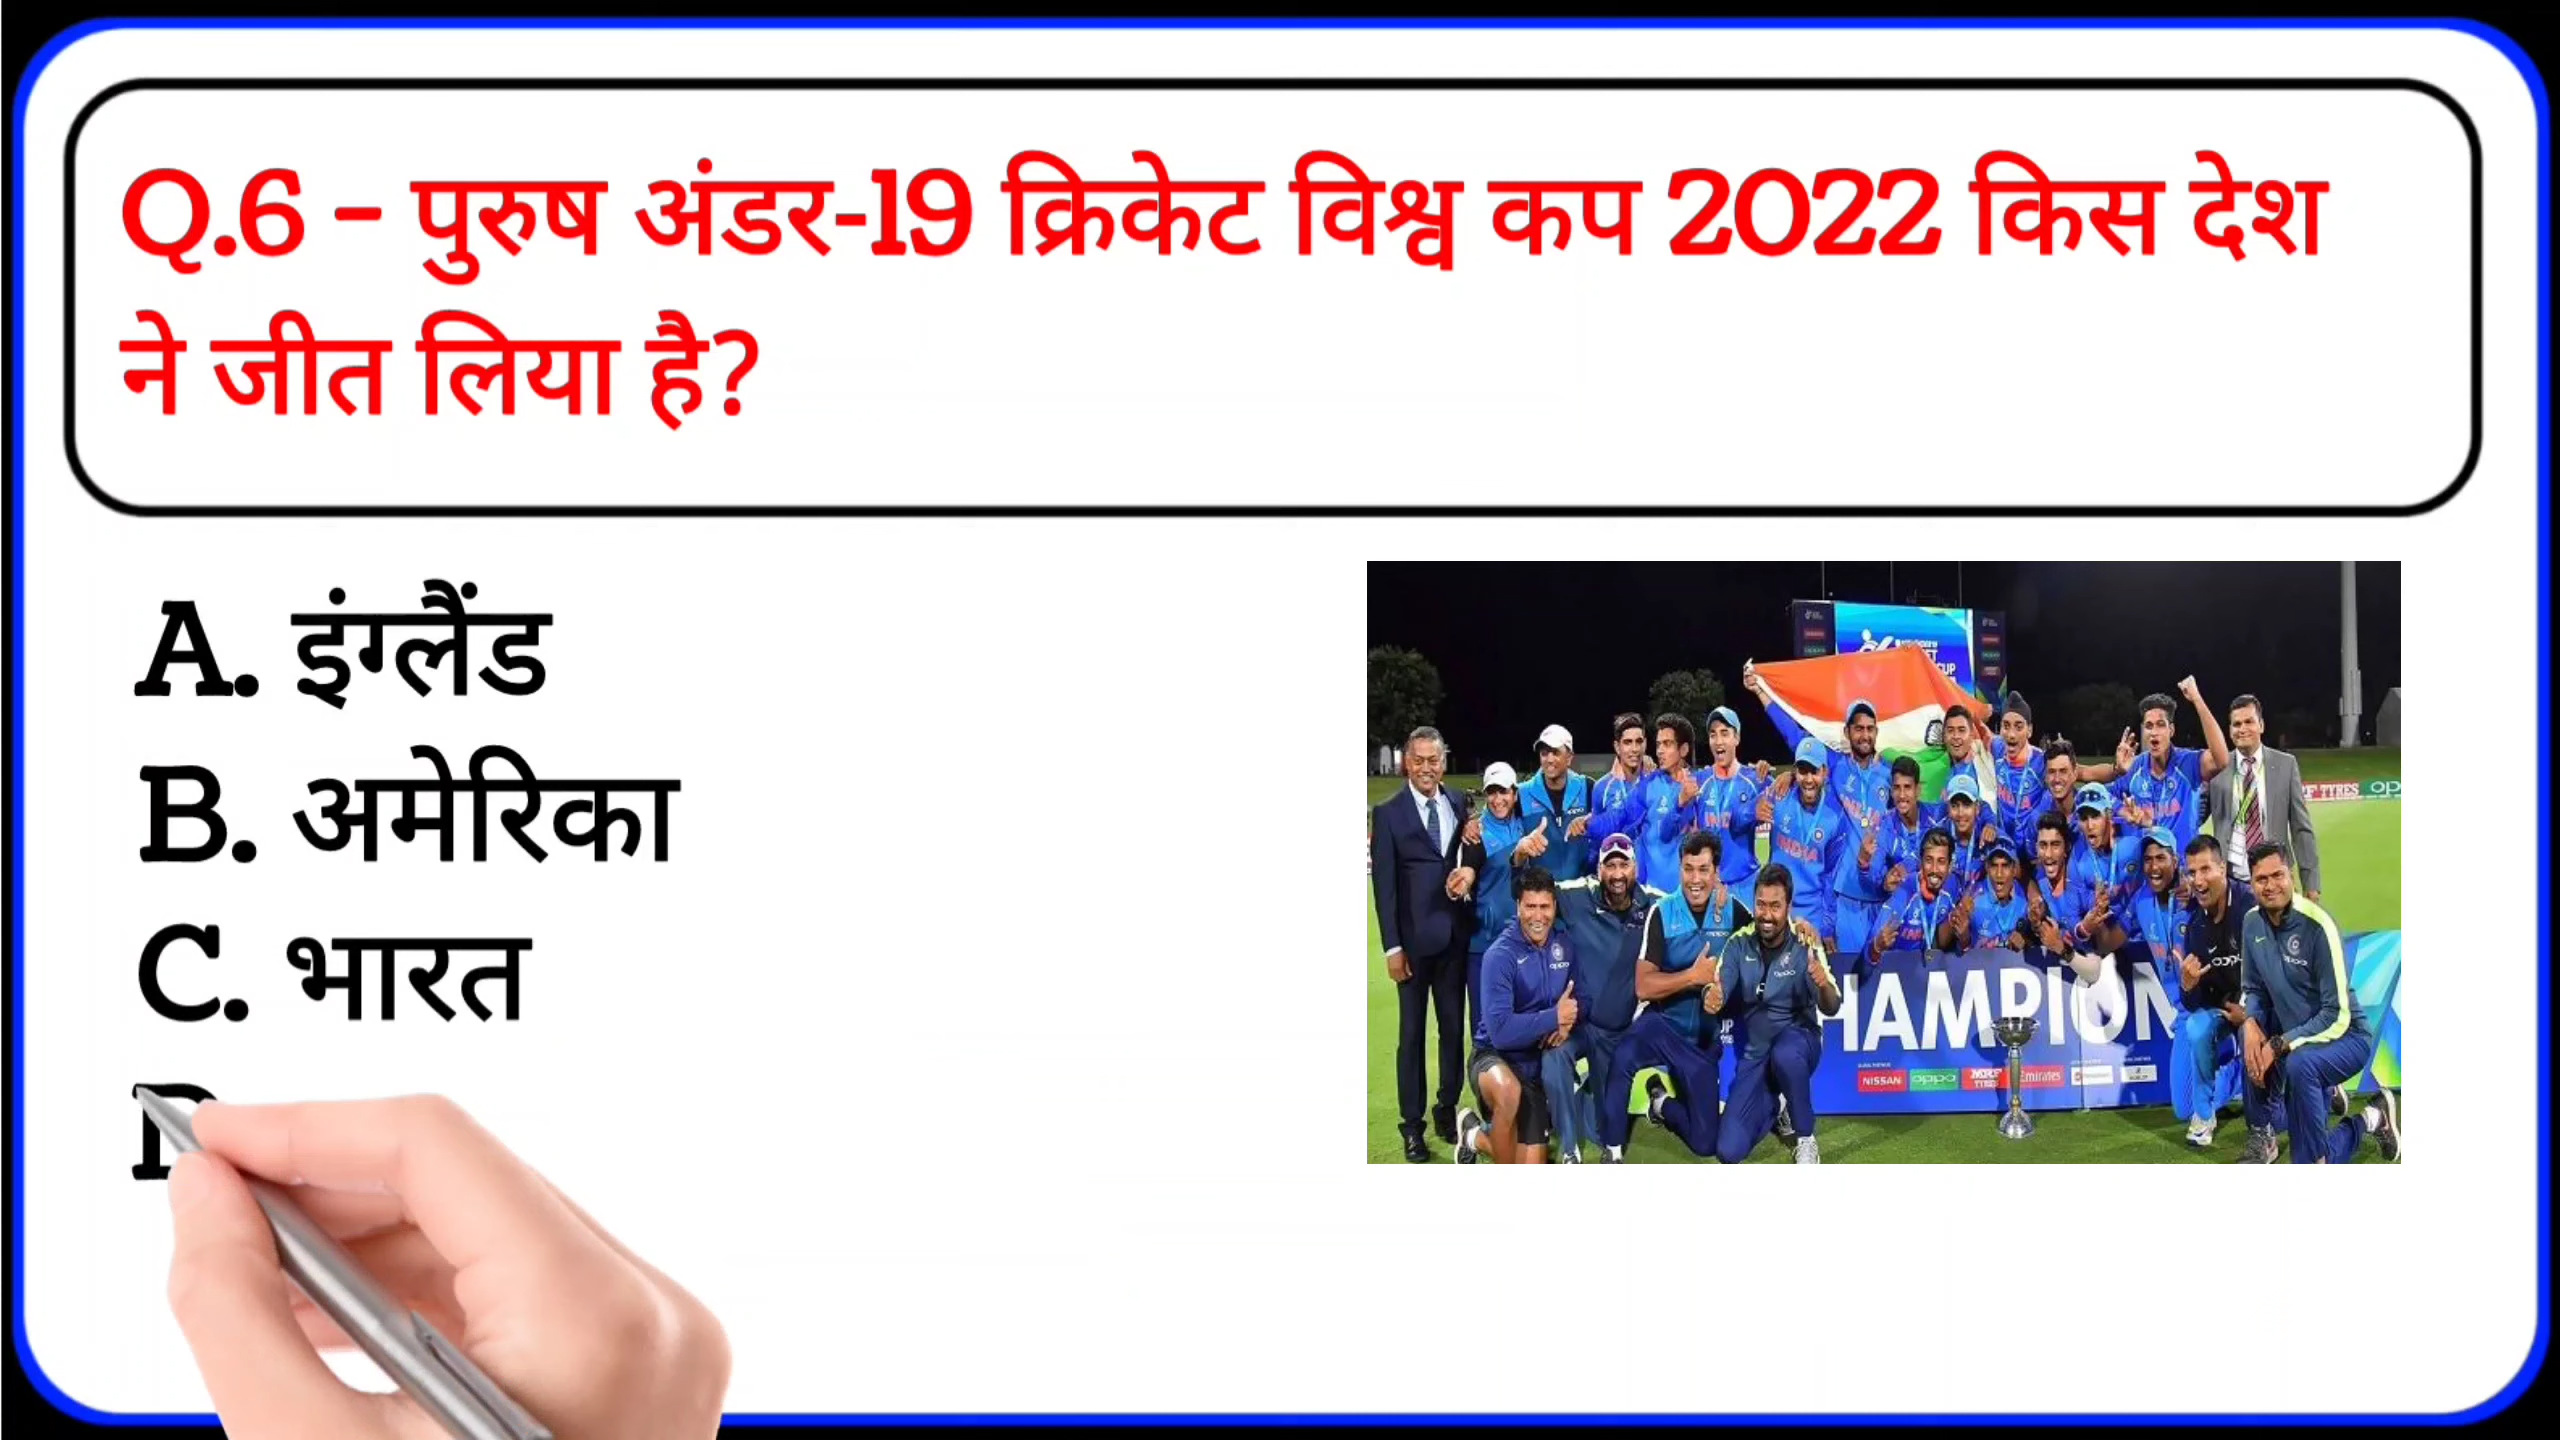 Q.6 – पुरुष अंडर-19 क्रिकेट विश्व कप 2022 किस देश
ने जीत लिया है?
A. इंग्लैंड
B. अमेरिका
C. भारत
HAMPION
NISSAN
oppo
Emirates